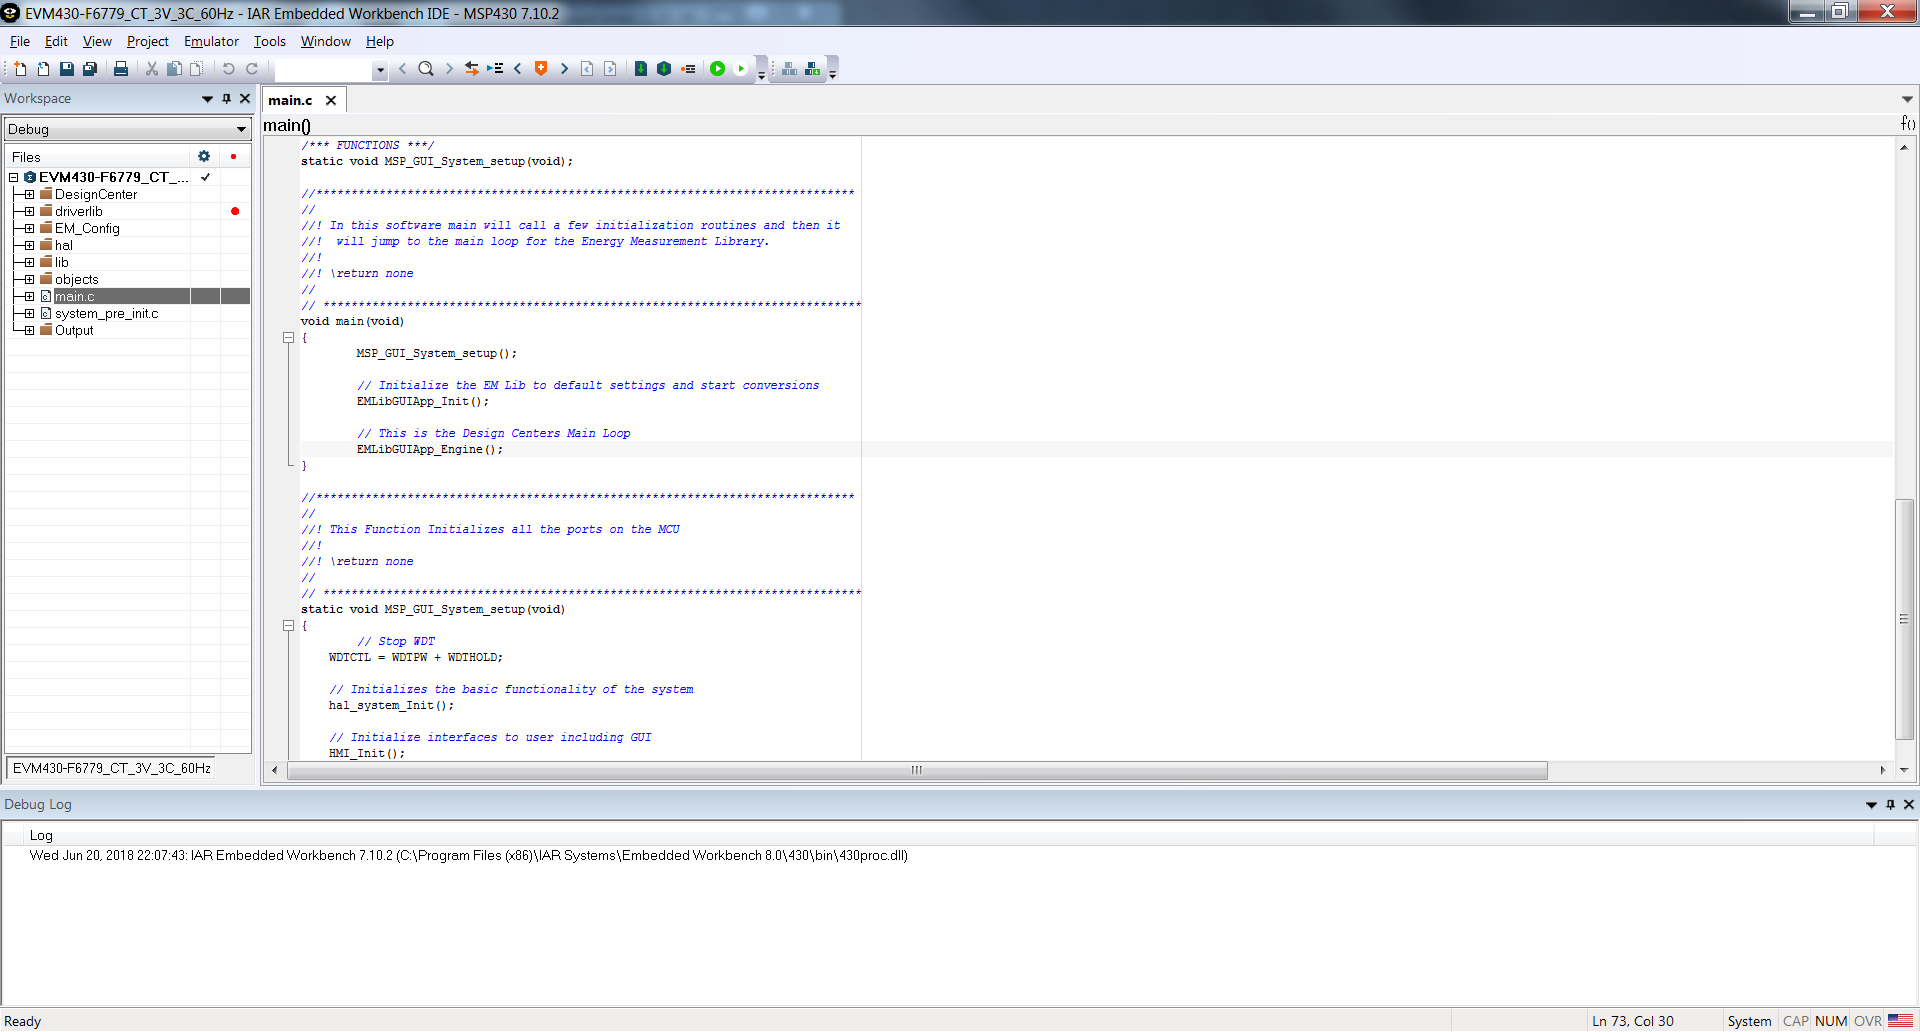 EVM430-F6779_CT_3V_3C_60Hz - IAR Embedded Workbench IDE - MSP430 7.10.2
File Edit View Project Emulator Tools Window Help
Workspace
main.c
Debug
main()
f()
Files
EVM430-F6779_CT_...
DesignCenter
driverlib
EM_Config
hal
lib
objects
main.c
system_pre_init.c
Output
EVM430-F6779_CT_3V_3C_60Hz
/*** FUNCTIONS ***/
static void MSP_GUI_System_setup(void);
//*****************************************************************************
//
//! In this software main will call a few initialization routines and then it
//!  will jump to the main loop for the Energy Measurement Library.
//!
//! \return none
//
// *****************************************************************************
void main(void)
{
MSP_GUI_System_setup();
// Initialize the EM Lib to default settings and start conversions
EMLibGUIApp_Init();
// This is the Design Centers Main Loop
EMLibGUIApp_Engine();
}
//*****************************************************************************
//
//! This Function Initializes all the ports on the MCU
//!
//! \return none
//
// *****************************************************************************
static void MSP_GUI_System_setup(void)
{
// Stop WDT
WDTCTL = WDTPW + WDTHOLD;
// Initializes the basic functionality of the system
hal_system_Init();
// Initialize interfaces to user including GUI
HMI_Init();
Debug Log
Log
Wed Jun 20, 2018 22:07:43: IAR Embedded Workbench 7.10.2 (C:\Program Files (x86)\IAR Systems\Embedded Workbench 8.0\430\bin\430proc.dll)
Ready
Ln 73, Col 30
System
CAP NUM OVR